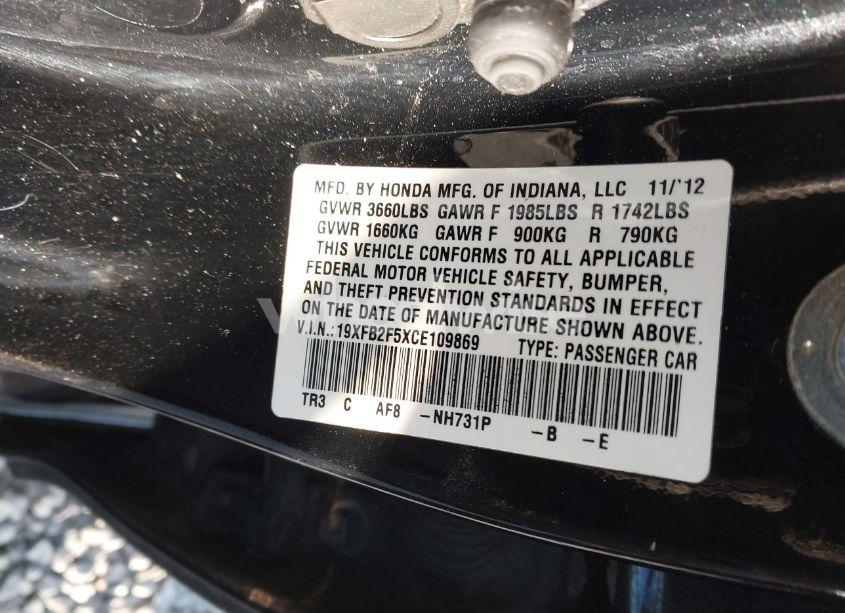 MFD. BY HONDA MFG. OF INDIANA, LLC 11/'12
GVWR 3660LBS GAWR F 1985LBS R 1742LBS
GVWR 1660KG GAWR F 900KG R 790KG
THIS VEHICLE CONFORMS TO ALL APPLICABLE
FEDERAL MOTOR VEHICLE SAFETY, BUMPER,
AND THEFT PREVENTION STANDARDS IN EFFECT
ON THE DATE OF MANUFACTURE SHOWN ABOVE.
V.I.N.:19XFB2F5XCE109869 TYPE: PASSENGER CAR
TR3 C AF8 -NH731P -B -E